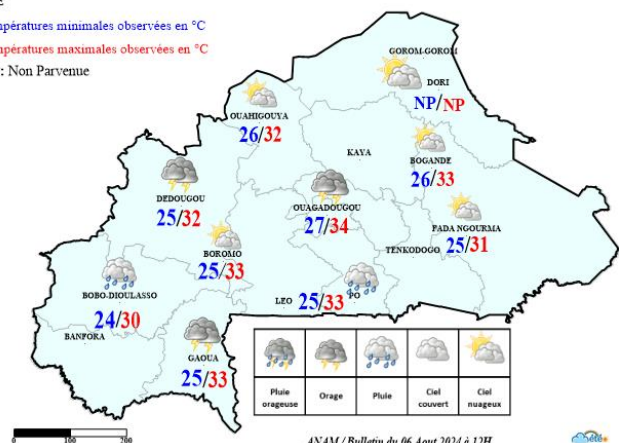 mpératures minimales observées en °C
mpératures maximales observées en °C
: Non Parvenue
GOROM-GOROM
DORI
NP/NP
OUAHIGOUYA
26/32
KAYA
BOGANDE
26/33
DEDOUGOU
25/32
OUAGADOUGOU
27/34
FADA NGOURMA
25/31
BOROMO
25/33
TENKODOGO
BOBO-DIOULASSO
24/30
LEO
25/33
PO
BANFORA
GAOUA
25/33
Pluie orageuse
Orage
Pluie
Ciel couvert
Ciel nuageux
0 100 200
ANAM / Bulletin du 06 Aout 2024 à 12H